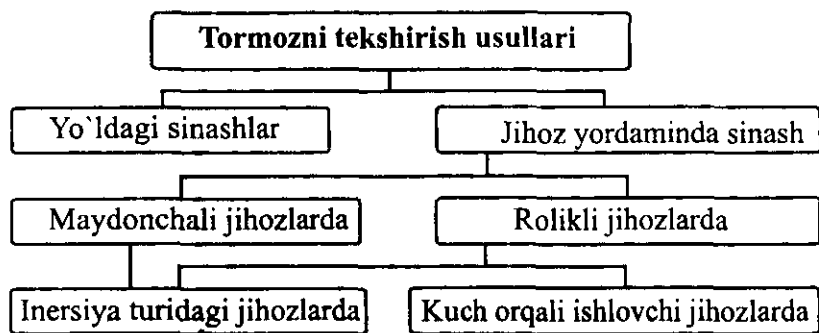 Tormozni tekshirish usullari
Yo`ldagi sinashlar
Jihoz yordaminda sinash
Maydonchali jihozlarda
Rolikli jihozlarda
Inersiya turidagi jihozlarda
Kuch orqali ishlovchi jihozlarda